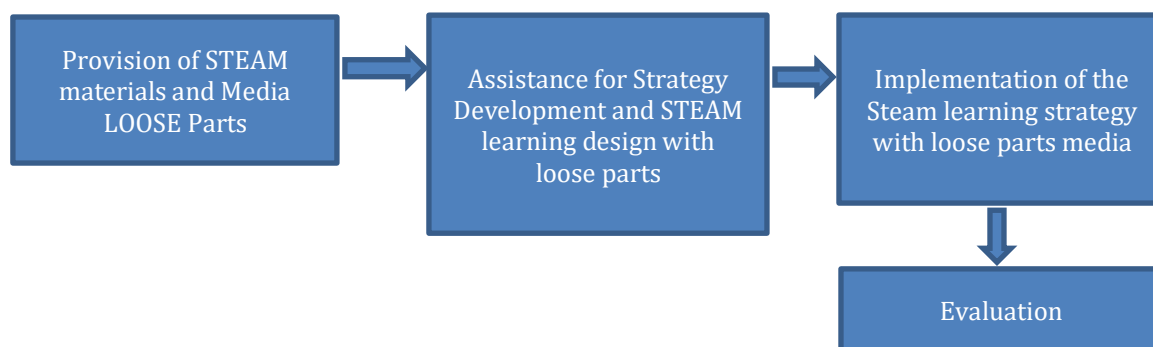 Provision of STEAM
materials and Media
LOOSE Parts
Assistance for Strategy
Development and STEAM
learning design with
loose parts
Implementation of the
Steam learning strategy
with loose parts media
Evaluation